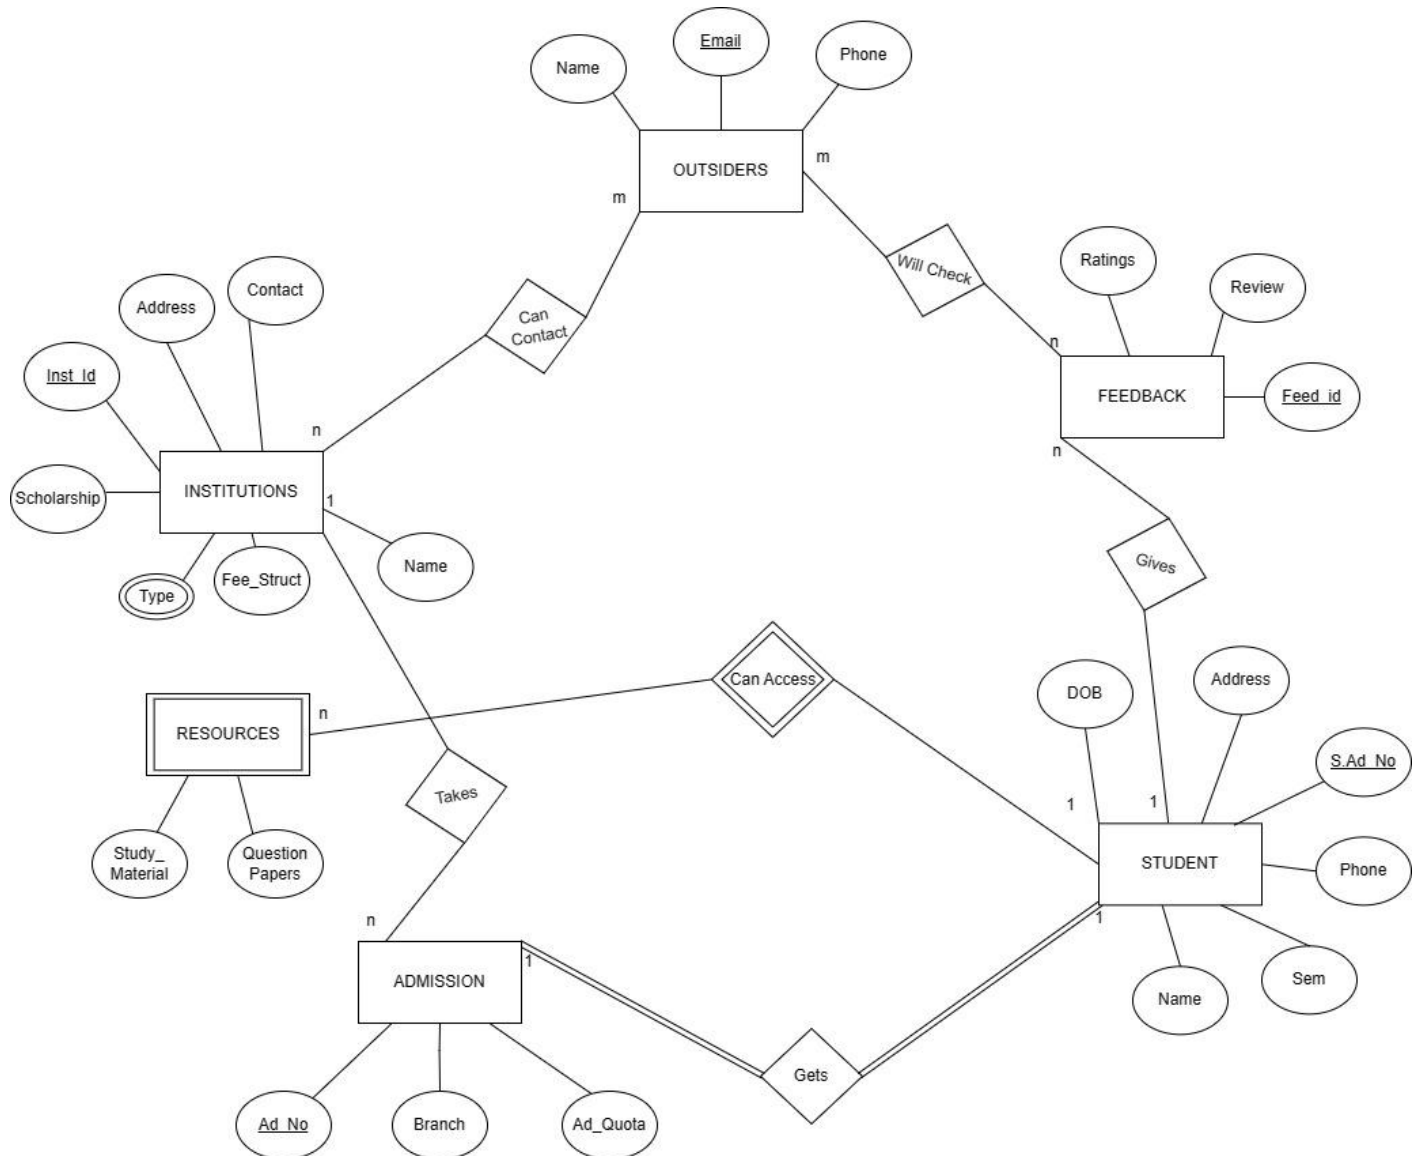 Email
Name
Phone
m
OUTSIDERS
m
Will Check
Ratings
Review
Contact
Address
Can
Contact
n
Inst_Id
FEEDBACK
Feed_id
n
n
Scholarship
INSTITUTIONS
1
Name
Fee_Struct
Type
Gives
Can Access
DOB
Address
n
RESOURCES
S.Ad_No
Takes
1
1
Study_
Material
Question
Papers
STUDENT
Phone
n
1
ADMISSION
1
Name
Sem
Gets
Ad_No
Branch
Ad_Quota